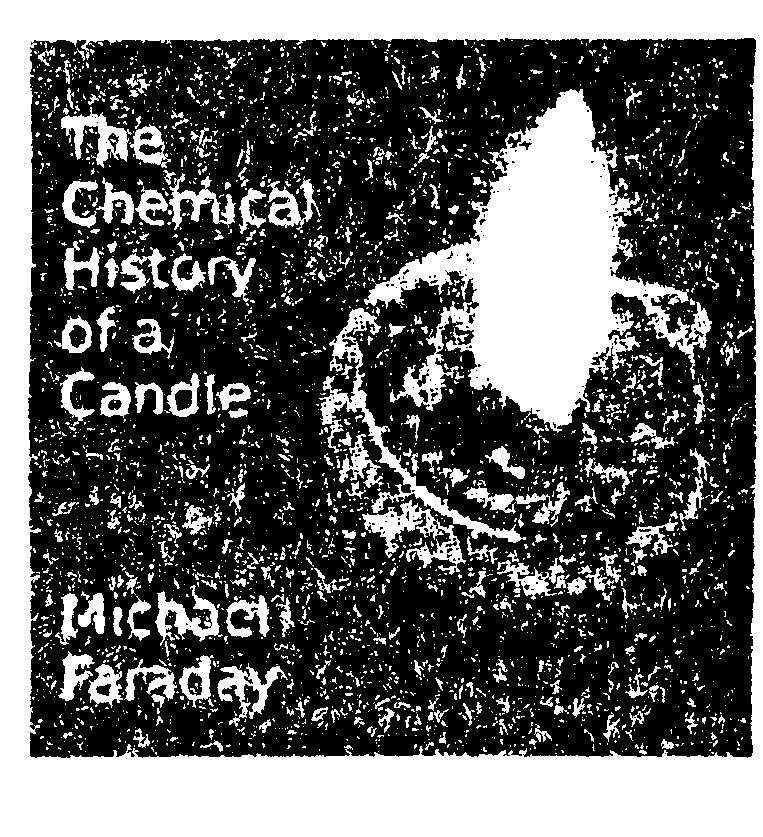 The
Chemical
History
of a
Candle
Michael
Faraday